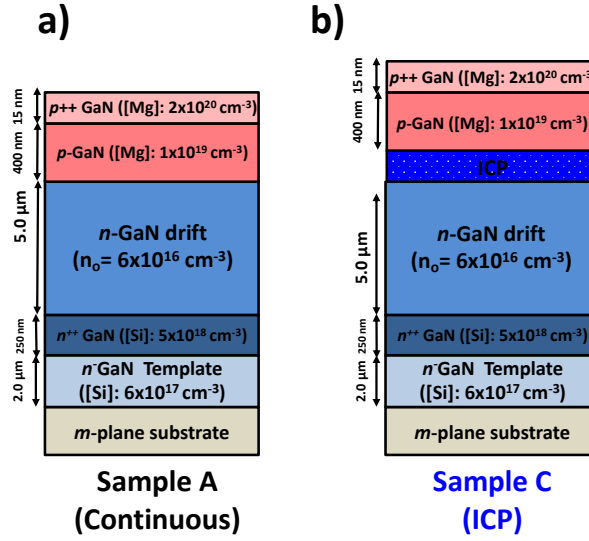 a)
15 nm
p++ GaN ([Mg]: 2x10²⁰ cm⁻³)
400 nm
p-GaN ([Mg]: 1x10¹⁹ cm⁻³)
5.0 µm
n-GaN drift
(nₒ= 6x10¹⁶ cm⁻³)
250 nm
n⁺⁺ GaN ([Si]: 5x10¹⁸ cm⁻³)
2.0 µm
n⁻GaN Template
([Si]: 6x10¹⁷ cm⁻³)
m-plane substrate
Sample A
(Continuous)
b)
15 nm
p++ GaN ([Mg]: 2x10²⁰ cm⁻³)
400 nm
p-GaN ([Mg]: 1x10¹⁹ cm⁻³)
ICP
5.0 µm
n-GaN drift
(nₒ= 6x10¹⁶ cm⁻³)
250 nm
n⁺⁺ GaN ([Si]: 5x10¹⁸ cm⁻³)
2.0 µm
n⁻GaN Template
([Si]: 6x10¹⁷ cm⁻³)
m-plane substrate
Sample C
(ICP)